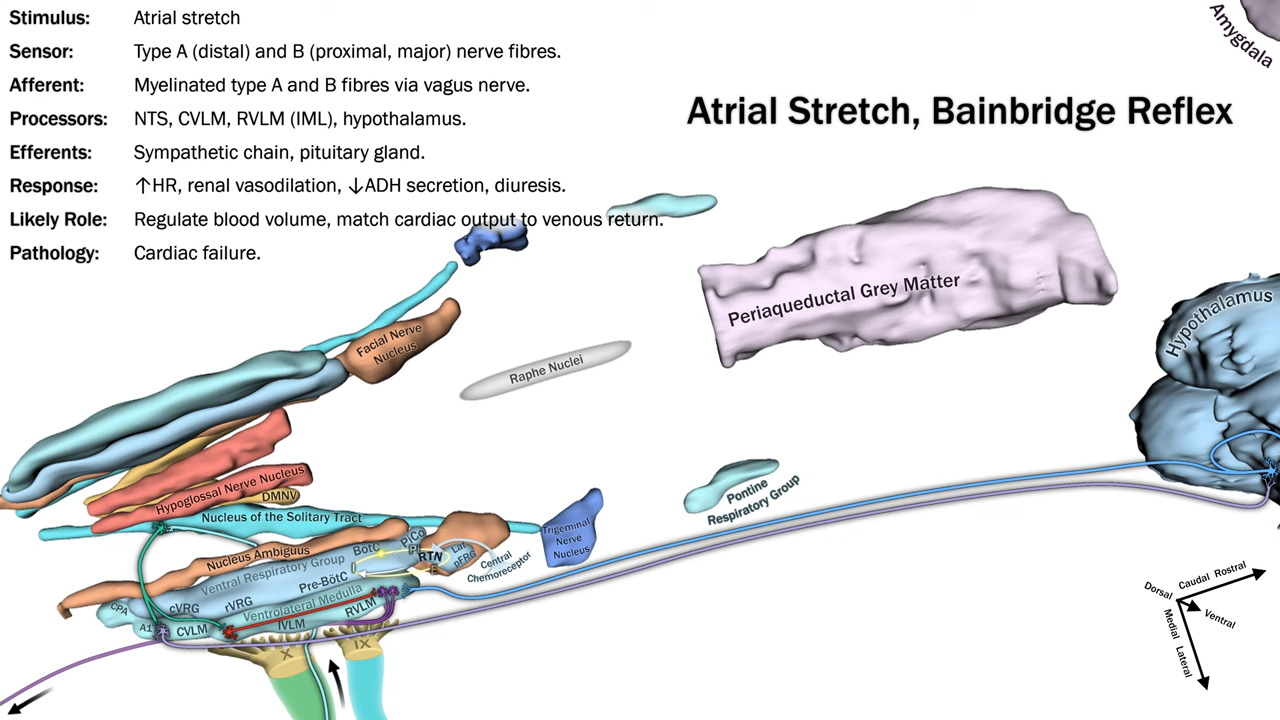 Stimulus: Atrial stretch
Sensor: Type A (distal) and B (proximal, major) nerve fibres.
Afferent: Myelinated type A and B fibres via vagus nerve.
Processors: NTS, CVLM, RVLM (IML), hypothalamus.
Efferents: Sympathetic chain, pituitary gland.
Response: ↑HR, renal vasodilation, ↓ADH secretion, diuresis.
Likely Role: Regulate blood volume, match cardiac output to venous return.
Pathology: Cardiac failure.
Amygdala
Atrial Stretch, Bainbridge Reflex
Periaqueductal Grey Matter
Hypothalamus
Facial Nerve
Nucleus
Raphe Nuclei
Hypoglossal Nerve Nucleus
DMNV
Nucleus of the Solitary Tract
Pontine
Respiratory Group
Trigeminal
Nerve
Nucleus
Nucleus Ambiguus
PiCo
BötC
RTN
Lat
pFRG
Central
Chemoreceptor
Ventral Respiratory Group
Pre-BötC
CPA
cVRG
rVRG
Ventrolateral Medulla
A1
CVLM
IVLM
RVLM
X
IX
Dorsal
Caudal Rostral
Ventral
Medial Lateral